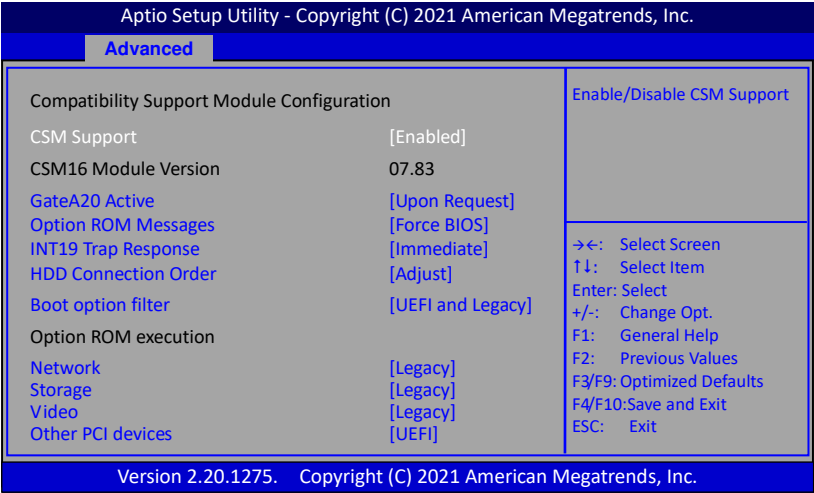 Aptio Setup Utility - Copyright (C) 2021 American Megatrends, Inc.
Advanced
Compatibility Support Module Configuration
CSM Support [Enabled]
CSM16 Module Version 07.83
GateA20 Active [Upon Request]
Option ROM Messages [Force BIOS]
INT19 Trap Response [Immediate]
HDD Connection Order [Adjust]
Boot option filter [UEFI and Legacy]
Option ROM execution
Network [Legacy]
Storage [Legacy]
Video [Legacy]
Other PCI devices [UEFI]
Enable/Disable CSM Support
→←: Select Screen
↑↓: Select Item
Enter: Select
+/-: Change Opt.
F1: General Help
F2: Previous Values
F3/F9: Optimized Defaults
F4/F10:Save and Exit
ESC: Exit
Version 2.20.1275. Copyright (C) 2021 American Megatrends, Inc.